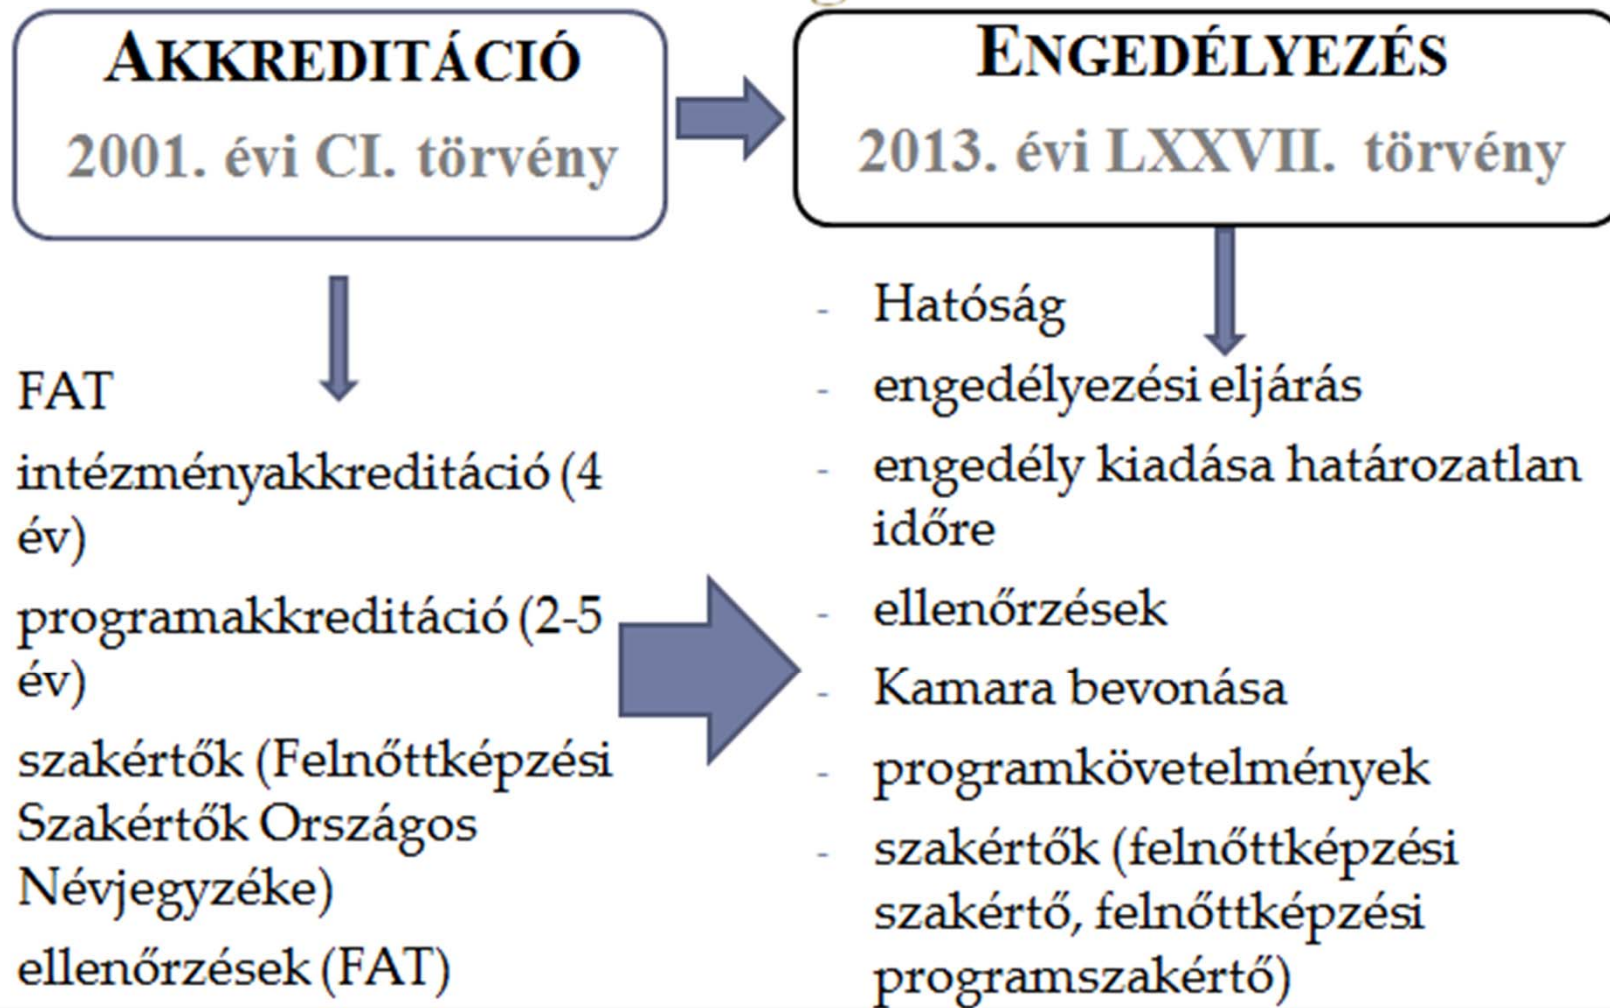 AKKREDITÁCIÓ
2001. évi CI. törvény
FAT
intézményakkreditáció (4
év)
programakkreditáció (2-5
év)
szakértők (Felnőttképzési
Szakértők Országos
Névjegyzéke)
ellenőrzések (FAT)
ENGEDÉLYEZÉS
2013. évi LXXVII. törvény
- Hatóság
- engedélyezési eljárás
- engedély kiadása határozatlan
időre
- ellenőrzések
- Kamara bevonása
- programkövetelmények
- szakértők (felnőttképzési
szakértő, felnőttképzési
programszakértő)